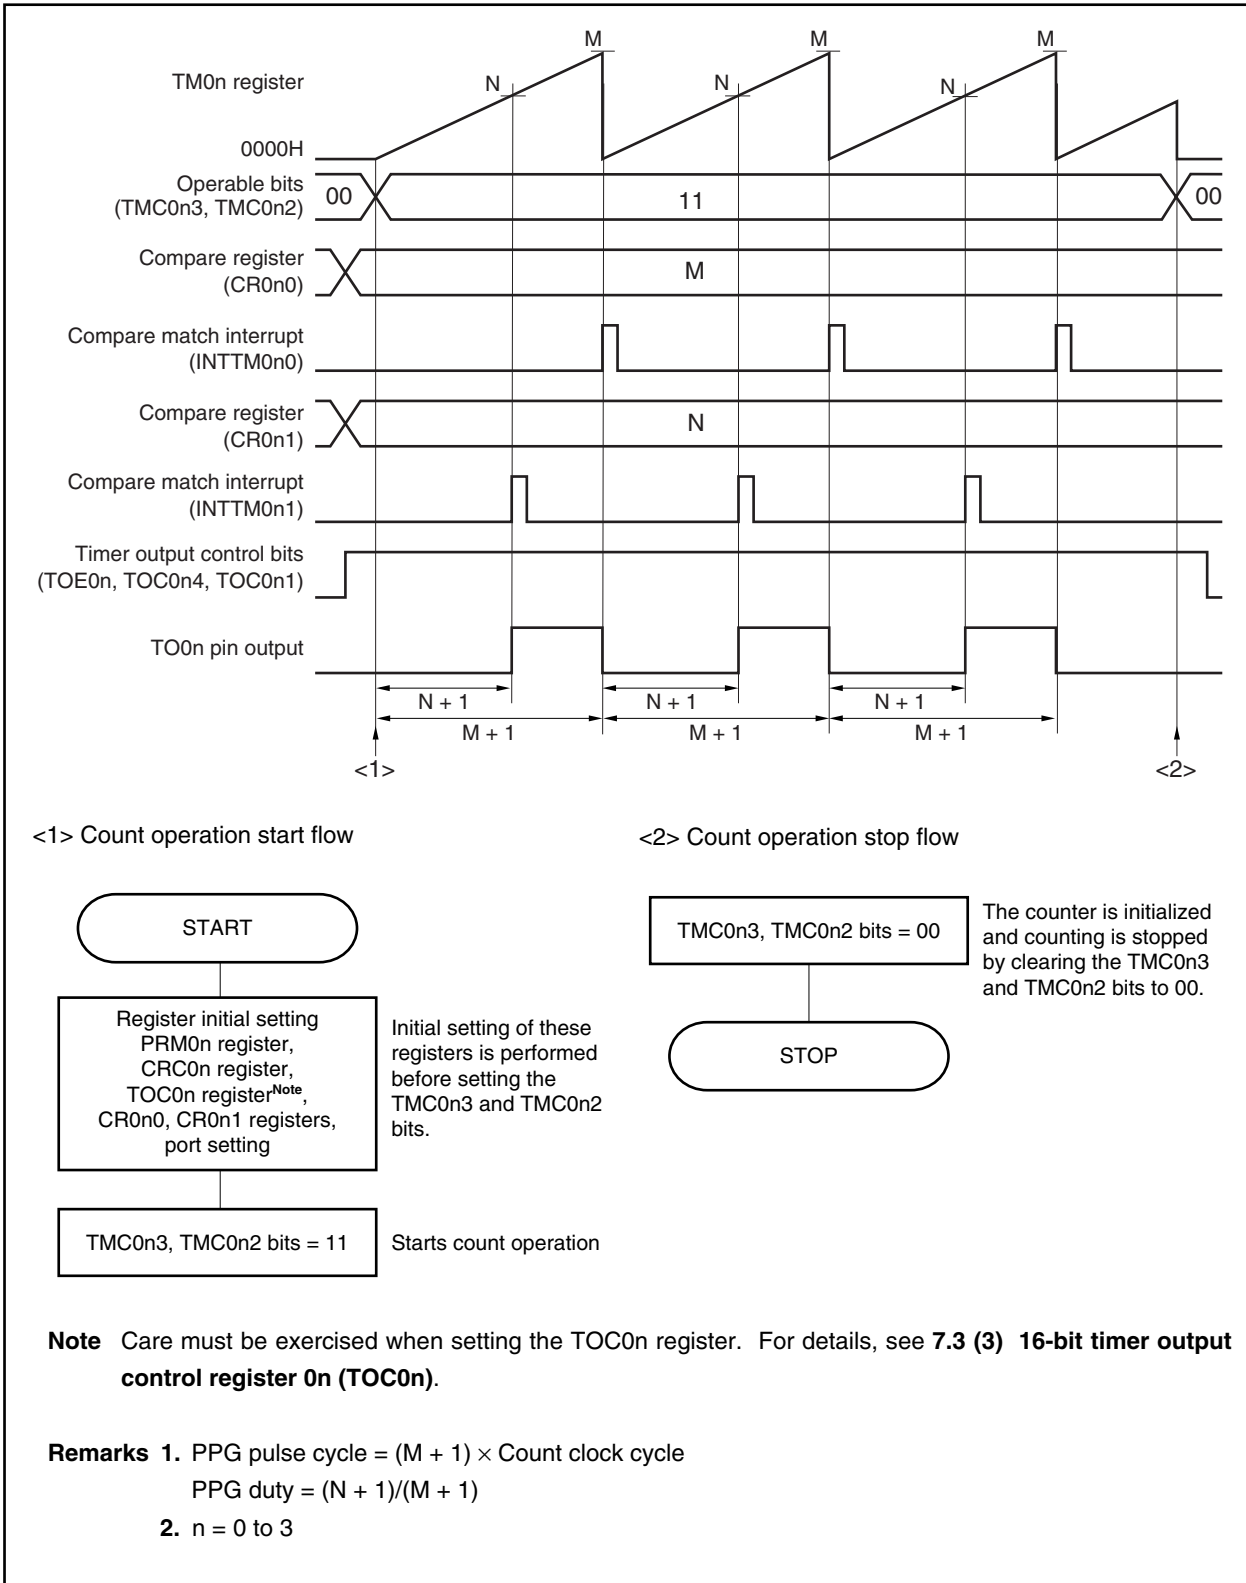 M
M
M
TM0n register
N
N
N
0000H
Operable bits
(TMC0n3, TMC0n2)
00
11
00
Compare register
(CR0n0)
M
Compare match interrupt
(INTTM0n0)
Compare register
(CR0n1)
N
Compare match interrupt
(INTTM0n1)
Timer output control bits
(TOE0n, TOC0n4, TOC0n1)
TO0n pin output
N + 1
N + 1
N + 1
M + 1
M + 1
M + 1
<1>
<2>
<1> Count operation start flow
START
Register initial setting
PRM0n register,
CRC0n register,
TOC0n registerNote,
CR0n0, CR0n1 registers,
port setting
Initial setting of these
registers is performed
before setting the
TMC0n3 and TMC0n2
bits.
TMC0n3, TMC0n2 bits = 11
Starts count operation
<2> Count operation stop flow
TMC0n3, TMC0n2 bits = 00
The counter is initialized
and counting is stopped
by clearing the TMC0n3
and TMC0n2 bits to 00.
STOP
Note Care must be exercised when setting the TOC0n register. For details, see 7.3 (3) 16-bit timer output
control register 0n (TOC0n).
Remarks 1. PPG pulse cycle = (M + 1) × Count clock cycle
PPG duty = (N + 1)/(M + 1)
2. n = 0 to 3